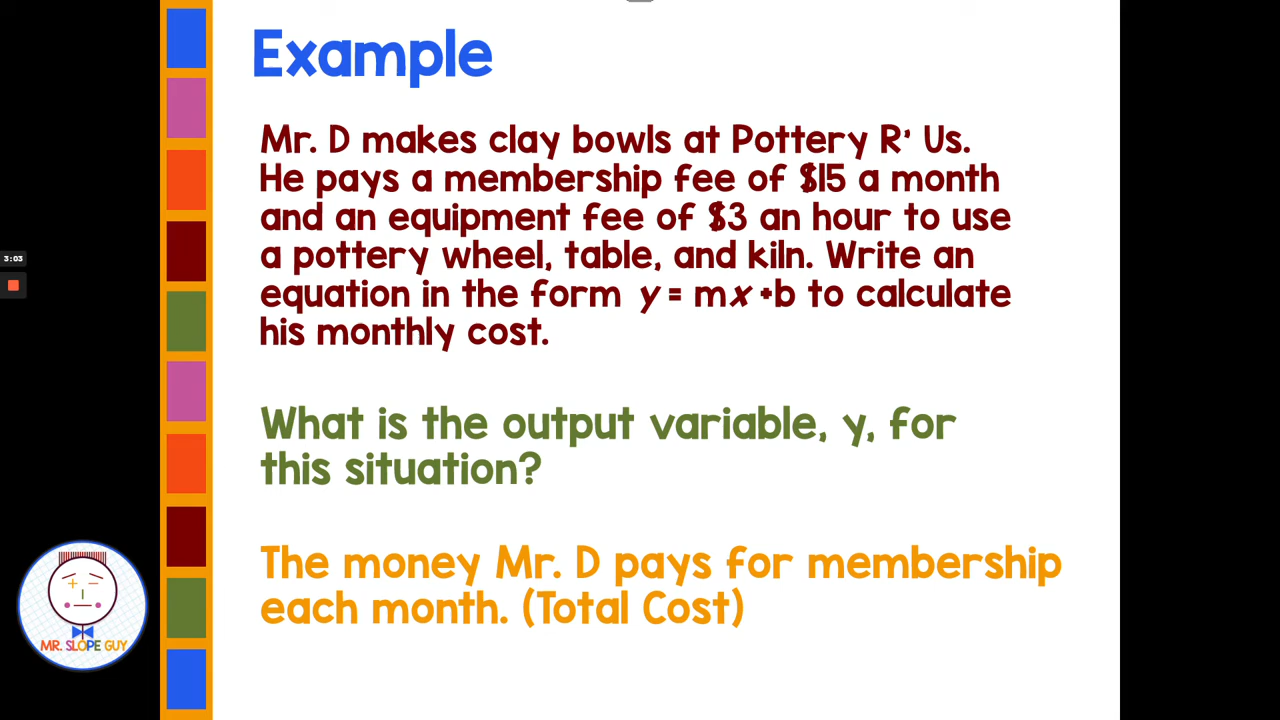 Example
Mr. D makes clay bowls at Pottery R' Us.
He pays a membership fee of $15 a month
and an equipment fee of $3 an hour to use
a pottery wheel, table, and kiln. Write an
equation in the form y = mx +b to calculate
his monthly cost.
3:03
What is the output variable, y, for
this situation?
The money Mr. D pays for membership
each month. (Total Cost)
MR. SLOPE GUY